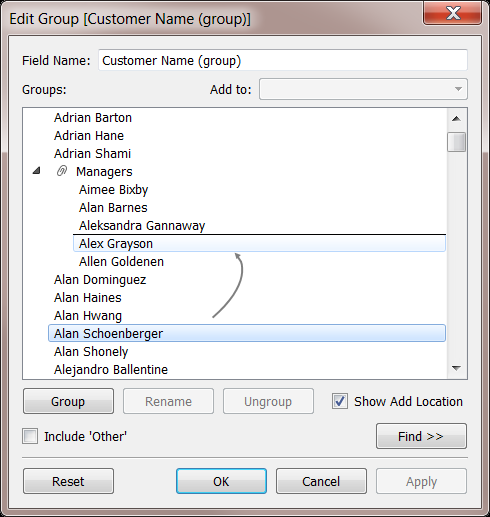 Edit Group [Customer Name (group)]
Field Name: Customer Name (group)
Groups: Add to:
Adrian Barton
Adrian Hane
Adrian Shami
Managers
Aimee Bixby
Alan Barnes
Aleksandra Gannaway
Alex Grayson
Allen Goldenen
Alan Dominguez
Alan Haines
Alan Hwang
Alan Schoenberger
Alan Shonely
Alejandro Ballentine
Group Rename Ungroup Show Add Location
Include 'Other' Find >>
Reset OK Cancel Apply